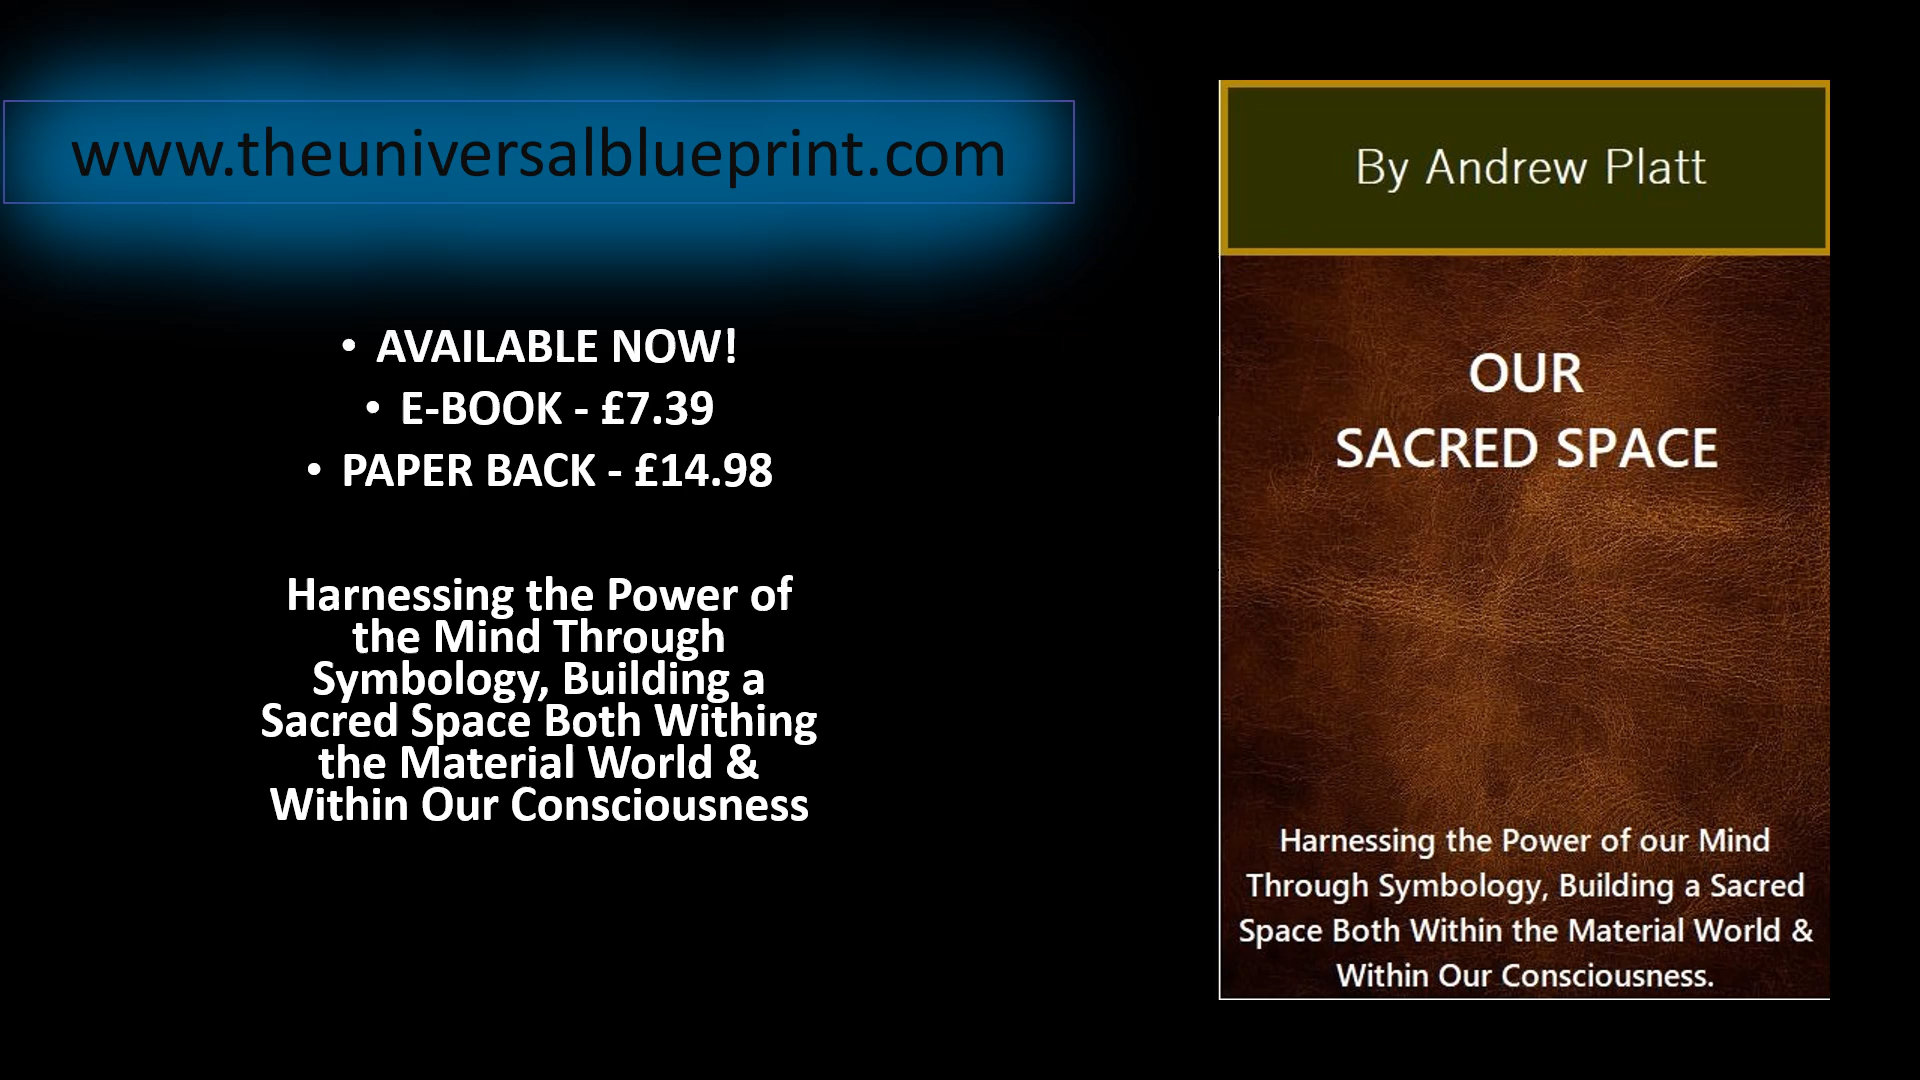 www.theuniversalblueprint.com
• AVAILABLE NOW!
• E-BOOK - £7.39
• PAPER BACK - £14.98
Harnessing the Power of
the Mind Through
Symbology, Building a
Sacred Space Both Withing
the Material World &
Within Our Consciousness
By Andrew Platt
OUR
SACRED SPACE
Harnessing the Power of our Mind
Through Symbology, Building a Sacred
Space Both Within the Material World &
Within Our Consciousness.